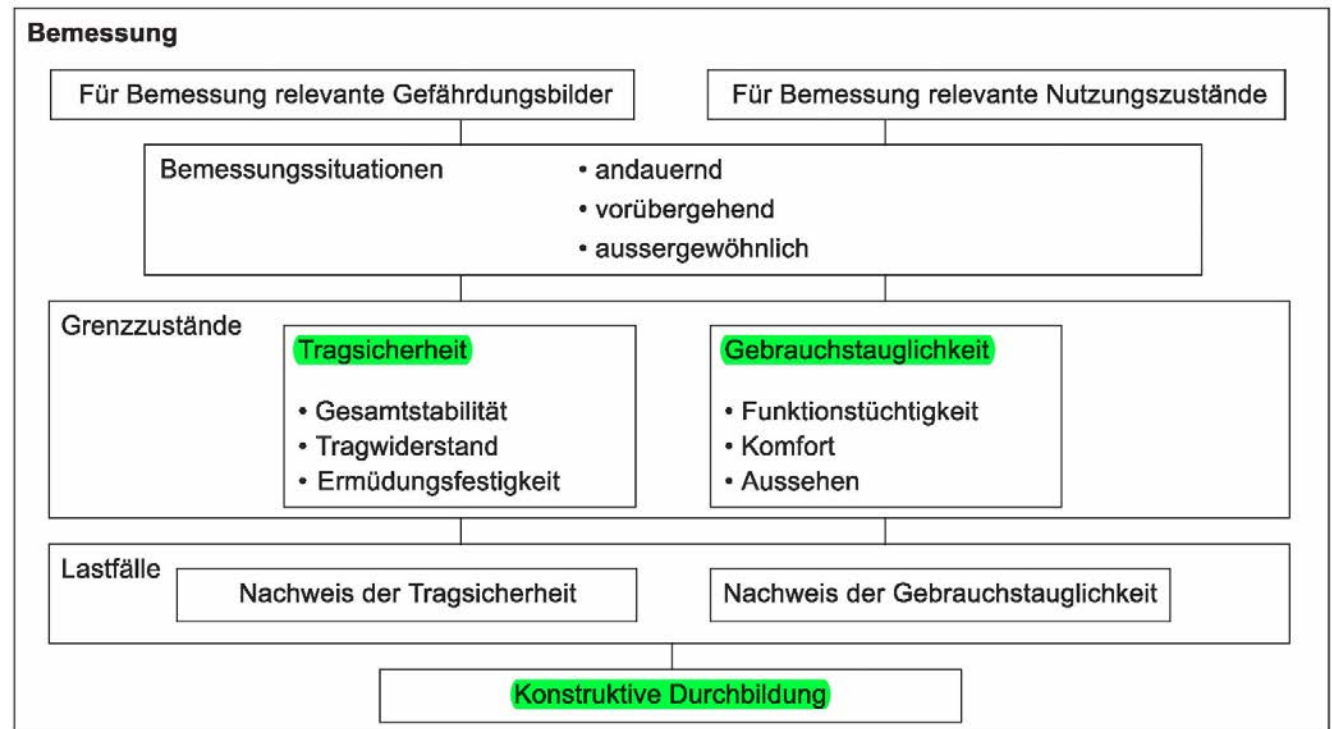 Bemessung
Für Bemessung relevante Gefährdungsbilder
Für Bemessung relevante Nutzungszustände
Bemessungssituationen
• andauernd
• vorübergehend
• aussergewöhnlich
Grenzzustände
Tragsicherheit
• Gesamtstabilität
• Tragwiderstand
• Ermüdungsfestigkeit
Gebrauchstauglichkeit
• Funktionstüchtigkeit
• Komfort
• Aussehen
Lastfälle
Nachweis der Tragsicherheit
Nachweis der Gebrauchstauglichkeit
Konstruktive Durchbildung